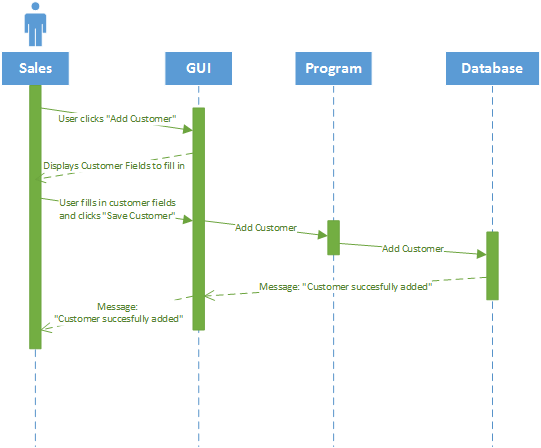 Sales
GUI
Program
Database
User clicks "Add Customer"
Displays Customer Fields to fill in
User fills in customer fields
and clicks "Save Customer"
Add Customer
Add Customer
Message: "Customer succesfully added"
Message:
"Customer succesfully added"